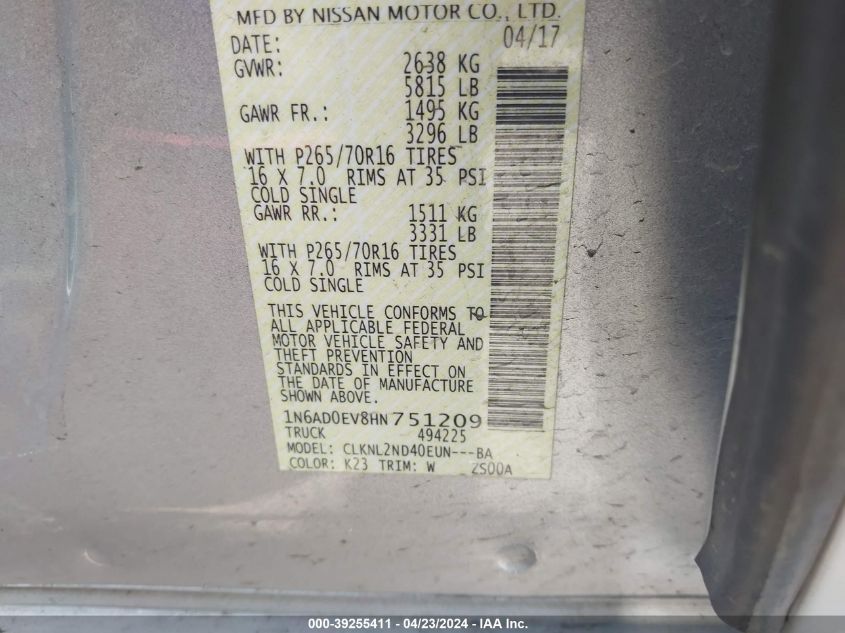 MFD BY NISSAN MOTOR CO., LTD.
DATE: 04/17
GVWR: 2638 KG
5815 LB
GAWR FR.: 1495 KG
3296 LB
WITH P265/70R16 TIRES
16 X 7.0 RIMS AT 35 PSI
COLD SINGLE
GAWR RR.: 1511 KG
3331 LB
WITH P265/70R16 TIRES
16 X 7.0 RIMS AT 35 PSI
COLD SINGLE
THIS VEHICLE CONFORMS TO
ALL APPLICABLE FEDERAL
MOTOR VEHICLE SAFETY AND
THEFT PREVENTION
STANDARDS IN EFFECT ON
THE DATE OF MANUFACTURE
SHOWN ABOVE.
1N6AD0EV8HN751209
TRUCK 494225
MODEL: CLKNL2ND40EUN---BA
COLOR: K23 TRIM: W 2S00A
000-39255411 - 04/23/2024 - IAA Inc.